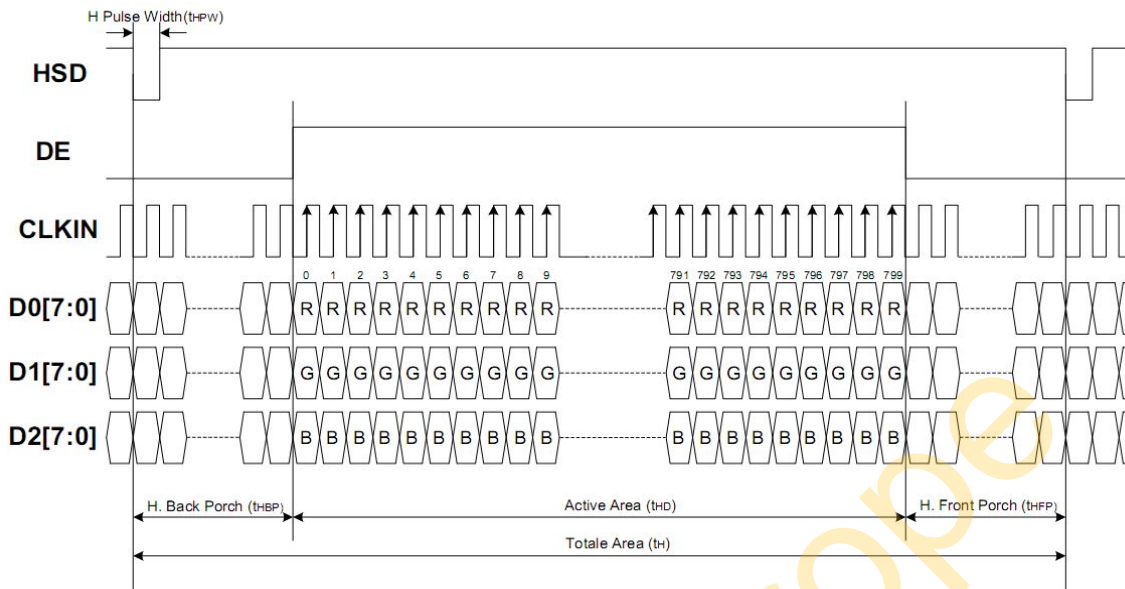 H Pulse Width(tHPW)
HSD
DE
CLKIN
0 1 2 3 4 5 6 7 8 9 791 792 793 794 795 796 797 798 799
D0[7:0] R R R R R R R R R R R R R R R R R R R
D1[7:0] G G G G G G G G G G G G G G G G G G G
D2[7:0] B B B B B B B B B B B B B B B B B B B
H. Back Porch (tHBP) Active Area (tHD) H. Front Porch (tHFP)
Totale Area (tH)
ope